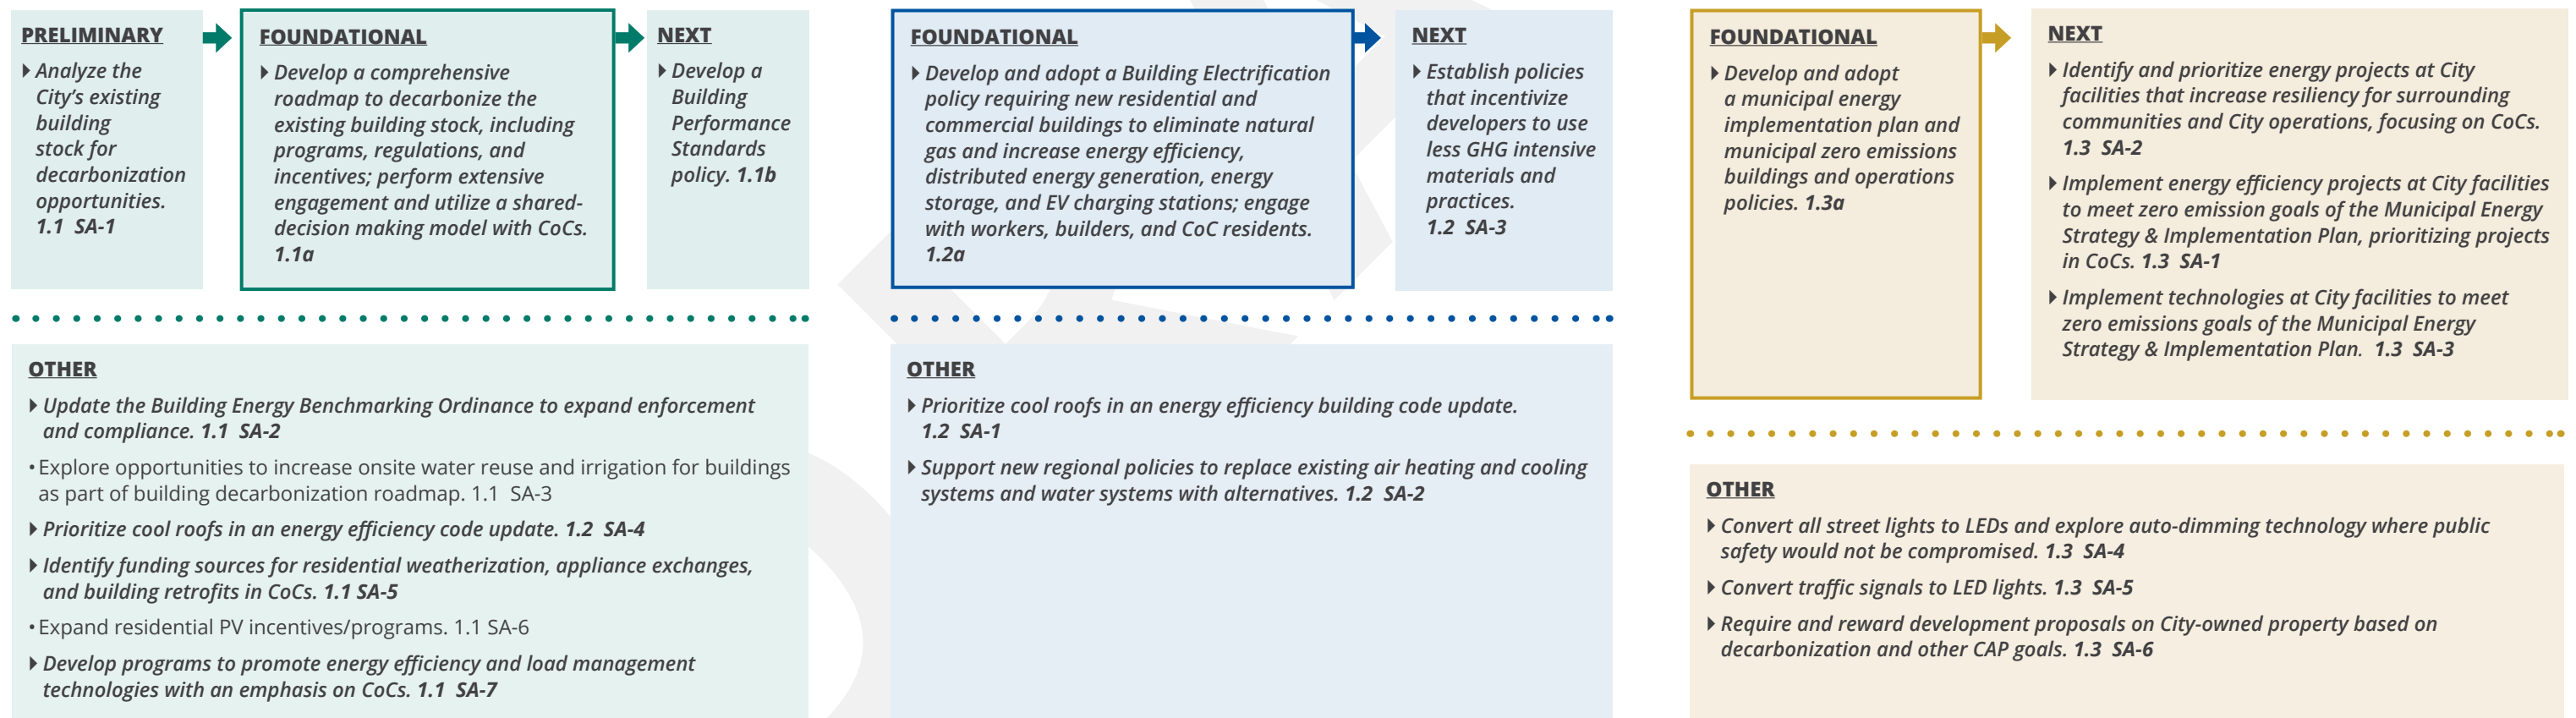 PRELIMINARY
Analyze the
City’s existing
building
stock for
decarbonization
opportunities.
1.1 SA-1
FOUNDATIONAL
Develop a comprehensive
roadmap to decarbonize the
existing building stock, including
programs, regulations, and
incentives; perform extensive
engagement and utilize a shared-
decision making model with CoCs.
1.1a
NEXT
Develop a
Building
Performance
Standards
policy. 1.1b
OTHER
Update the Building Energy Benchmarking Ordinance to expand enforcement
and compliance. 1.1 SA-2
• Explore opportunities to increase onsite water reuse and irrigation for buildings
as part of building decarbonization roadmap. 1.1 SA-3
Prioritize cool roofs in an energy efficiency code update. 1.2 SA-4
Identify funding sources for residential weatherization, appliance exchanges,
and building retrofits in CoCs. 1.1 SA-5
• Expand residential PV incentives/programs. 1.1 SA-6
Develop programs to promote energy efficiency and load management
technologies with an emphasis on CoCs. 1.1 SA-7
FOUNDATIONAL
Develop and adopt a Building Electrification
policy requiring new residential and
commercial buildings to eliminate natural
gas and increase energy efficiency,
distributed energy generation, energy
storage, and EV charging stations; engage
with workers, builders, and CoC residents.
1.2a
NEXT
Establish policies
that incentivize
developers to use
less GHG intensive
materials and
practices.
1.2 SA-3
OTHER
Prioritize cool roofs in an energy efficiency building code update.
1.2 SA-1
Support new regional policies to replace existing air heating and cooling
systems and water systems with alternatives. 1.2 SA-2
FOUNDATIONAL
Develop and adopt
a municipal energy
implementation plan and
municipal zero emissions
buildings and operations
policies. 1.3a
NEXT
Identify and prioritize energy projects at City
facilities that increase resiliency for surrounding
communities and City operations, focusing on CoCs.
1.3 SA-2
Implement energy efficiency projects at City facilities
to meet zero emission goals of the Municipal Energy
Strategy & Implementation Plan, prioritizing projects
in CoCs. 1.3 SA-1
Implement technologies at City facilities to meet
zero emissions goals of the Municipal Energy
Strategy & Implementation Plan. 1.3 SA-3
OTHER
Convert all street lights to LEDs and explore auto-dimming technology where public
safety would not be compromised. 1.3 SA-4
Convert traffic signals to LED lights. 1.3 SA-5
Require and reward development proposals on City-owned property based on
decarbonization and other CAP goals. 1.3 SA-6